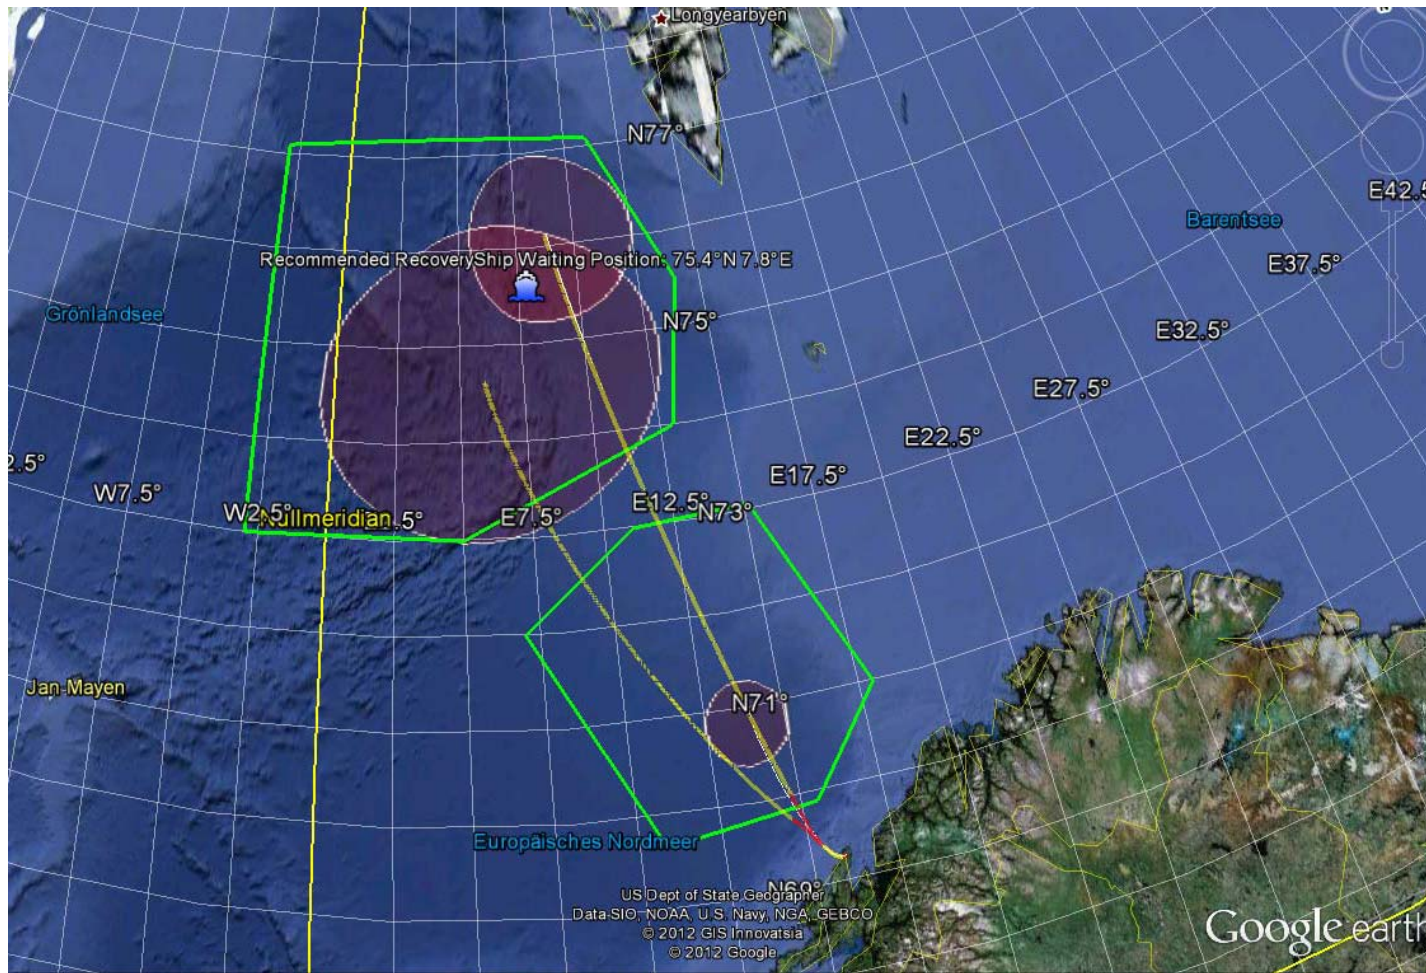 Longyearbyen
N77°
E42.5
Barentsee
E37.5°
Recommended RecoveryShip Waiting Position: 75.4°N 7.8°E
Grönlandsee
N75°
E32.5°
E27.5°
E22.5°
2.5°
W7.5°
E17.5°
W2.5°
Nullmeridian
.5°
E7.5°
E12.5°
N73°
Jan-Mayen
N71°
Europäisches Nordmeer
N69°
US Dept of State Geographer
Data SIO, NOAA, U.S. Navy, NGA, GEBCO
© 2012 GIS Innovatsia
© 2012 Google
Google earth